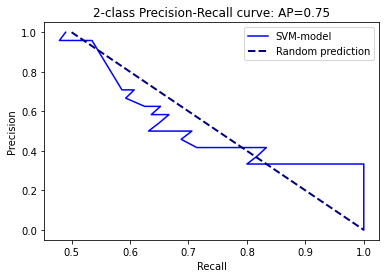 2-class Precision-Recall curve: AP=0.75
SVM-model
Random prediction
Precision
1.0
0.8
0.6
0.4
0.2
0.0
0.5 0.6 0.7 0.8 0.9 1.0
Recall